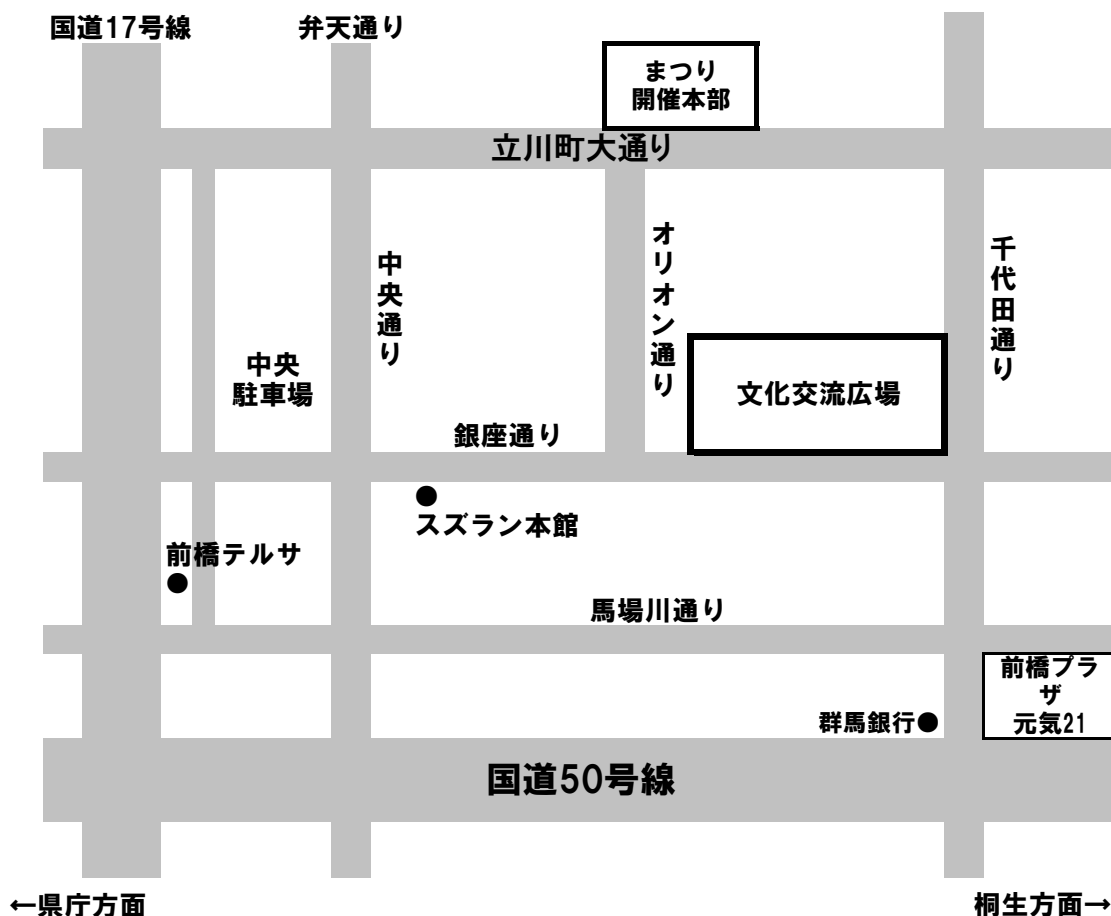 国道17号線
弁天通り
まつり
開催本部
立川町大通り
中央通り
オリオン通り
千代田通り
中央
駐車場
文化交流広場
銀座通り
スズラン本館
前橋テルサ
馬場川通り
前橋プラ
ザ
元気21
群馬銀行
国道50号線
←県庁方面
桐生方面→